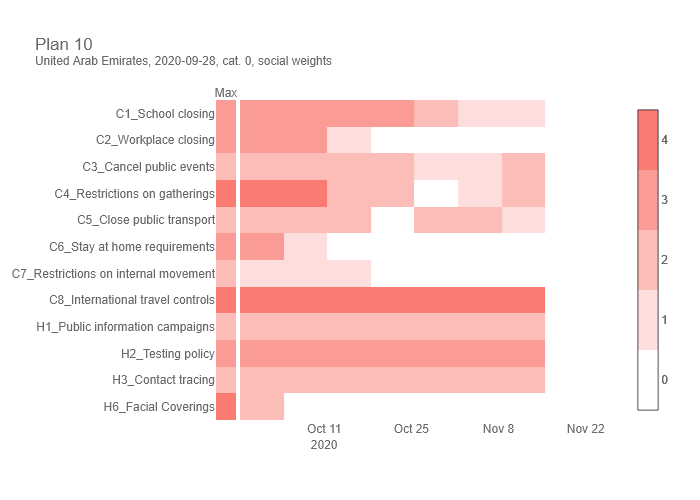 Plan 10
United Arab Emirates, 2020-09-28, cat. 0, social weights
Max
C1_School closing
C2_Workplace closing
C3_Cancel public events
C4_Restrictions on gatherings
C5_Close public transport
C6_Stay at home requirements
C7_Restrictions on internal movement
C8_International travel controls
H1_Public information campaigns
H2_Testing policy
H3_Contact tracing
H6_Facial Coverings
Oct 11
2020
Oct 25
Nov 8
Nov 22
4
3
2
1
0